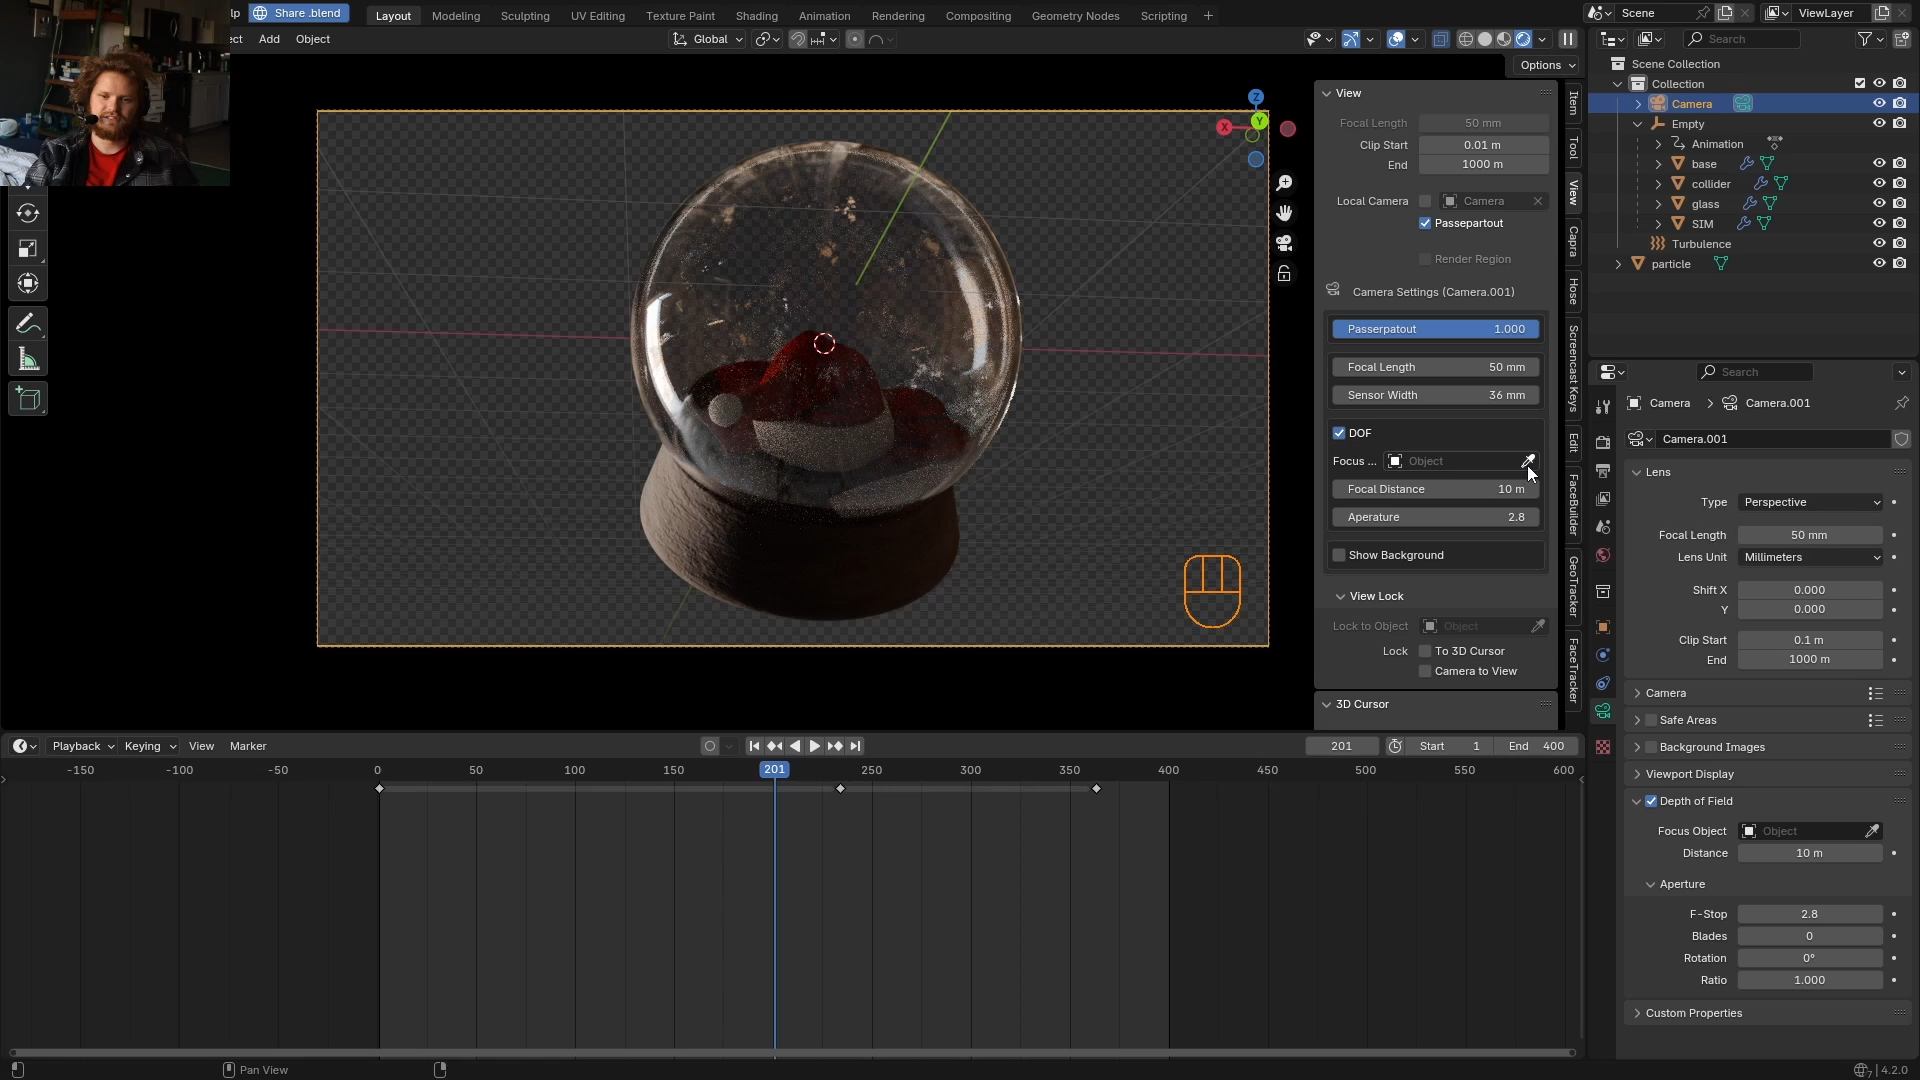 lp
Share .blend
Layout
Modeling
Sculpting
UV Editing
Texture Paint
Shading
Animation
Rendering
Compositing
Geometry Nodes
Scripting
+
Scene
ViewLayer
ect
Add
Object
Global
Search
Options
Scene Collection
Collection
Camera
Empty
Animation
base
collider
glass
SIM
Turbulence
particle
Z
X
Y
View
Focal Length 50 mm
Clip Start 0.01 m
End 1000 m
Local Camera Camera
Passepartout
Render Region
Camera Settings (Camera.001)
Passerpatout 1.000
Focal Length 50 mm
Sensor Width 36 mm
DOF
Focus ... Object
Focal Distance 10 m
Aperature 2.8
Show Background
View Lock
Lock to Object Object
Lock To 3D Cursor
Camera to View
3D Cursor
Item
Tool
View
Capra
Hose
Screencast Keys
Edit
FaceBuilder
GeoTracker
FaceTracker
Search
Camera > Camera.001
Camera.001
Lens
Type Perspective
Focal Length 50 mm
Lens Unit Millimeters
Shift X 0.000
Y 0.000
Clip Start 0.1 m
End 1000 m
Camera
Safe Areas
Background Images
Viewport Display
Depth of Field
Focus Object Object
Distance 10 m
Aperture
F-Stop 2.8
Blades 0
Rotation 0°
Ratio 1.000
Custom Properties
Playback
Keying
View
Marker
201
Start 1
End 400
-150 -100 -50 0 50 100 150 201 250 300 350 400 450 500 550 600
Pan View
7 4.2.0